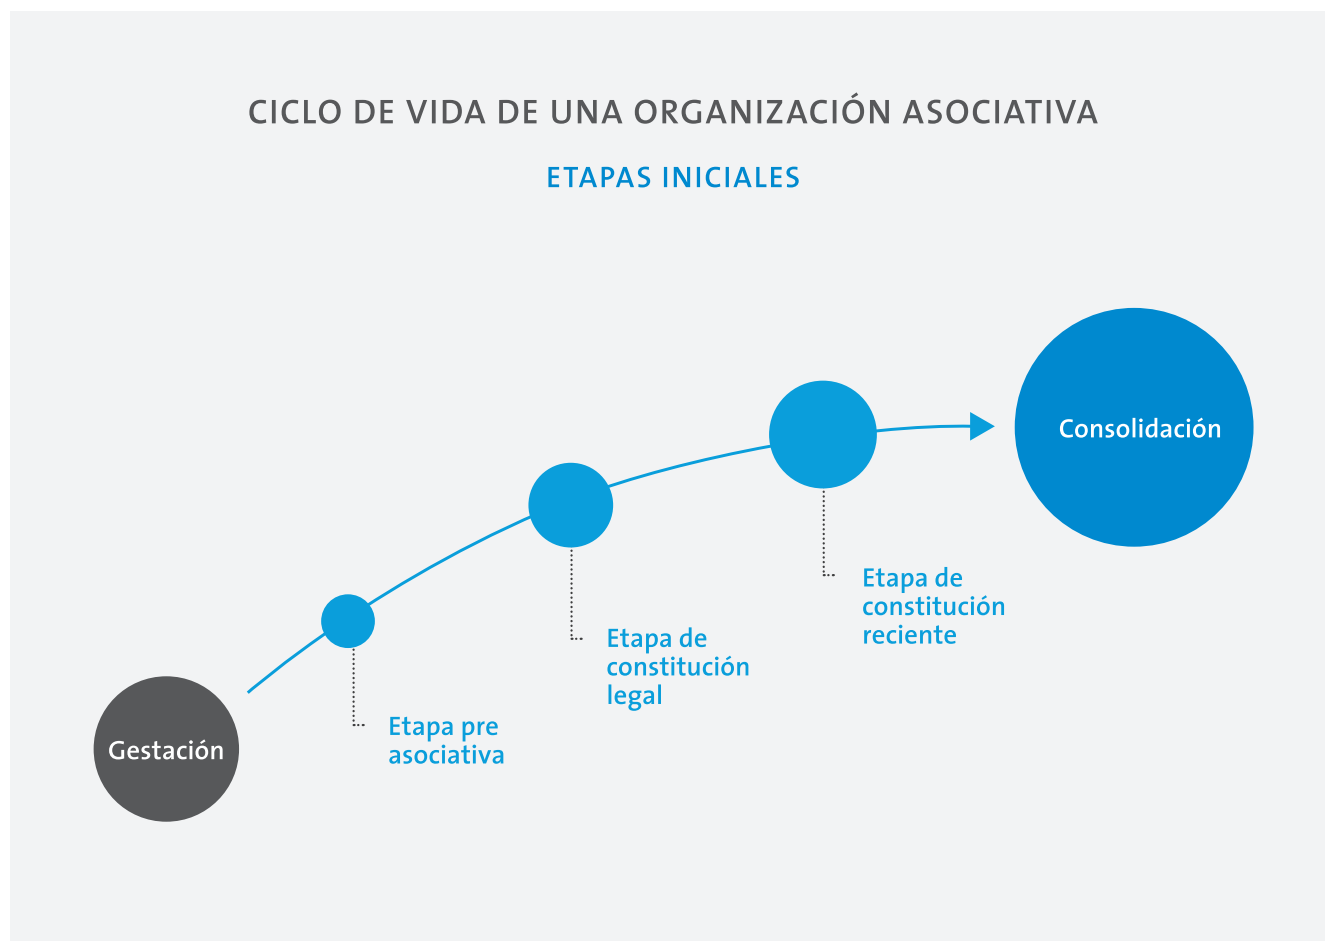 CICLO DE VIDA DE UNA ORGANIZACIÓN ASOCIATIVA
ETAPAS INICIALES
Gestación
Etapa pre
asociativa
Etapa de
constitución
legal
Etapa de
constitución
reciente
Consolidación